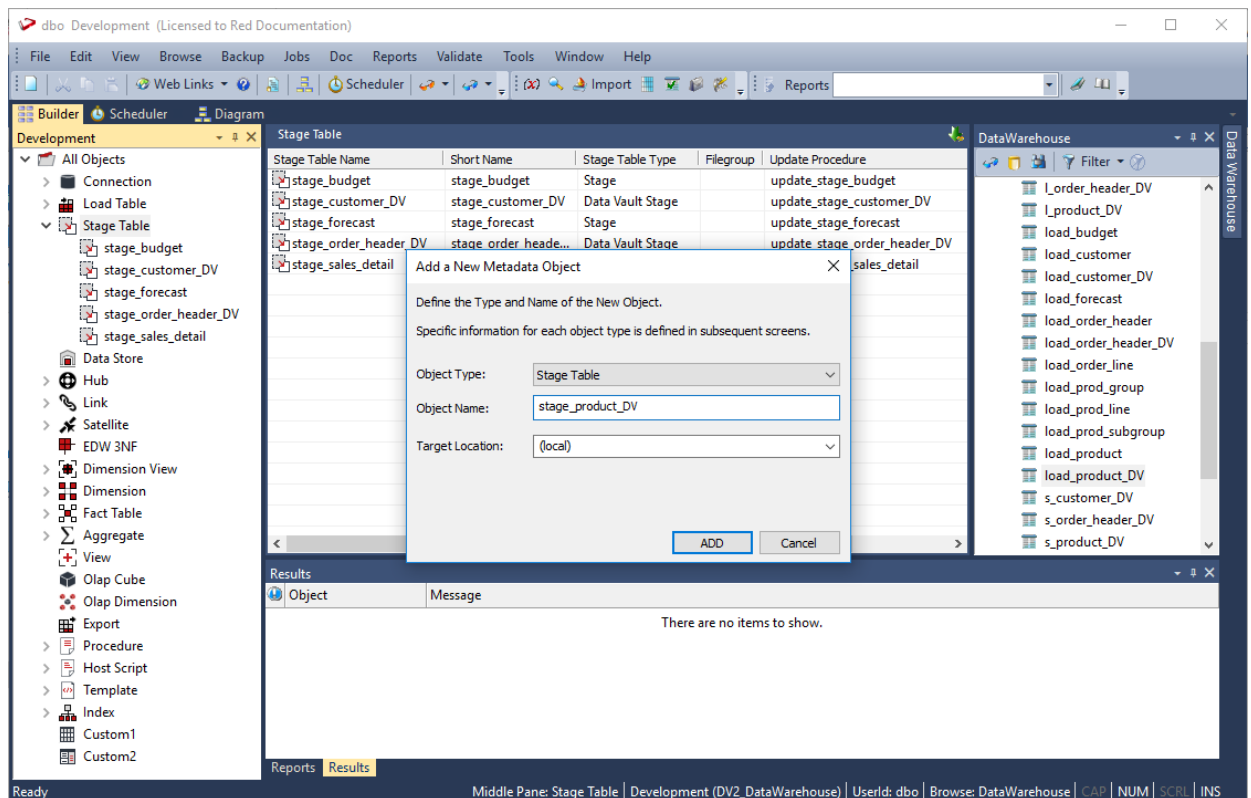 dbo Development (Licensed to Red Documentation)
File Edit View Browse Backup Jobs Doc Reports Validate Tools Window Help
Web Links Scheduler (x) Import Reports
Builder Scheduler Diagram
Development
All Objects
Connection
Load Table
Stage Table
stage_budget
stage_customer_DV
stage_forecast
stage_order_header_DV
stage_sales_detail
Data Store
Hub
Link
Satellite
EDW 3NF
Dimension View
Dimension
Fact Table
Aggregate
View
Olap Cube
Olap Dimension
Export
Procedure
Host Script
Template
Index
Custom1
Custom2
Stage Table
Stage Table Name Short Name Stage Table Type Filegroup Update Procedure
stage_budget stage_budget Stage update_stage_budget
stage_customer_DV stage_customer_DV Data Vault Stage update_stage_customer_DV
stage_forecast stage_forecast Stage update_stage_forecast
stage_order_header_DV stage_order_heade... Data Vault Stage update_stage_order_header_DV
stage_sales_detail _sales_detail
Add a New Metadata Object
Define the Type and Name of the New Object.
Specific information for each object type is defined in subsequent screens.
Object Type: Stage Table
Object Name: stage_product_DV
Target Location: (local)
ADD Cancel
DataWarehouse
Filter
l_order_header_DV
l_product_DV
load_budget
load_customer
load_customer_DV
load_forecast
load_order_header
load_order_header_DV
load_order_line
load_prod_group
load_prod_line
load_prod_subgroup
load_product
load_product_DV
s_customer_DV
s_order_header_DV
s_product_DV
Data Warehouse
Results
Object Message
There are no items to show.
Reports Results
Ready Middle Pane: Stage Table Development (DV2_DataWarehouse) UserId: dbo Browse: DataWarehouse CAP NUM SCRL INS